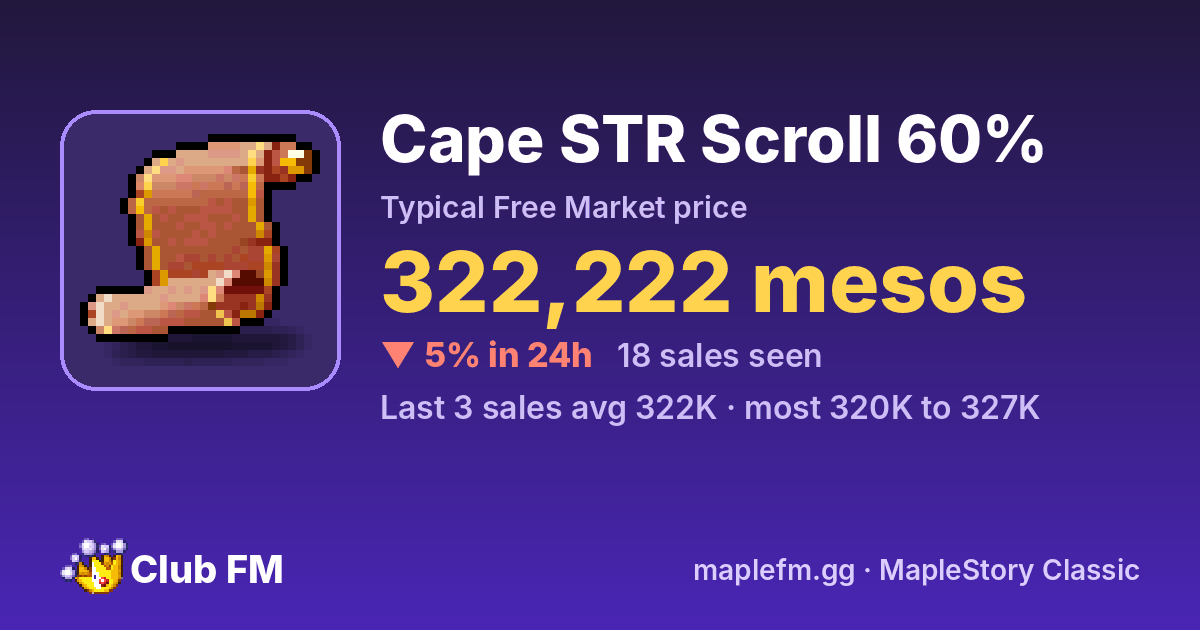 Cape STR Scroll 60%
Typical Free Market price
322,222 mesos
▼ 5% in 24h 18 sales seen
Last 3 sales avg 322K · most 320K to 327K
Club FM
maplefm.gg · MapleStory Classic